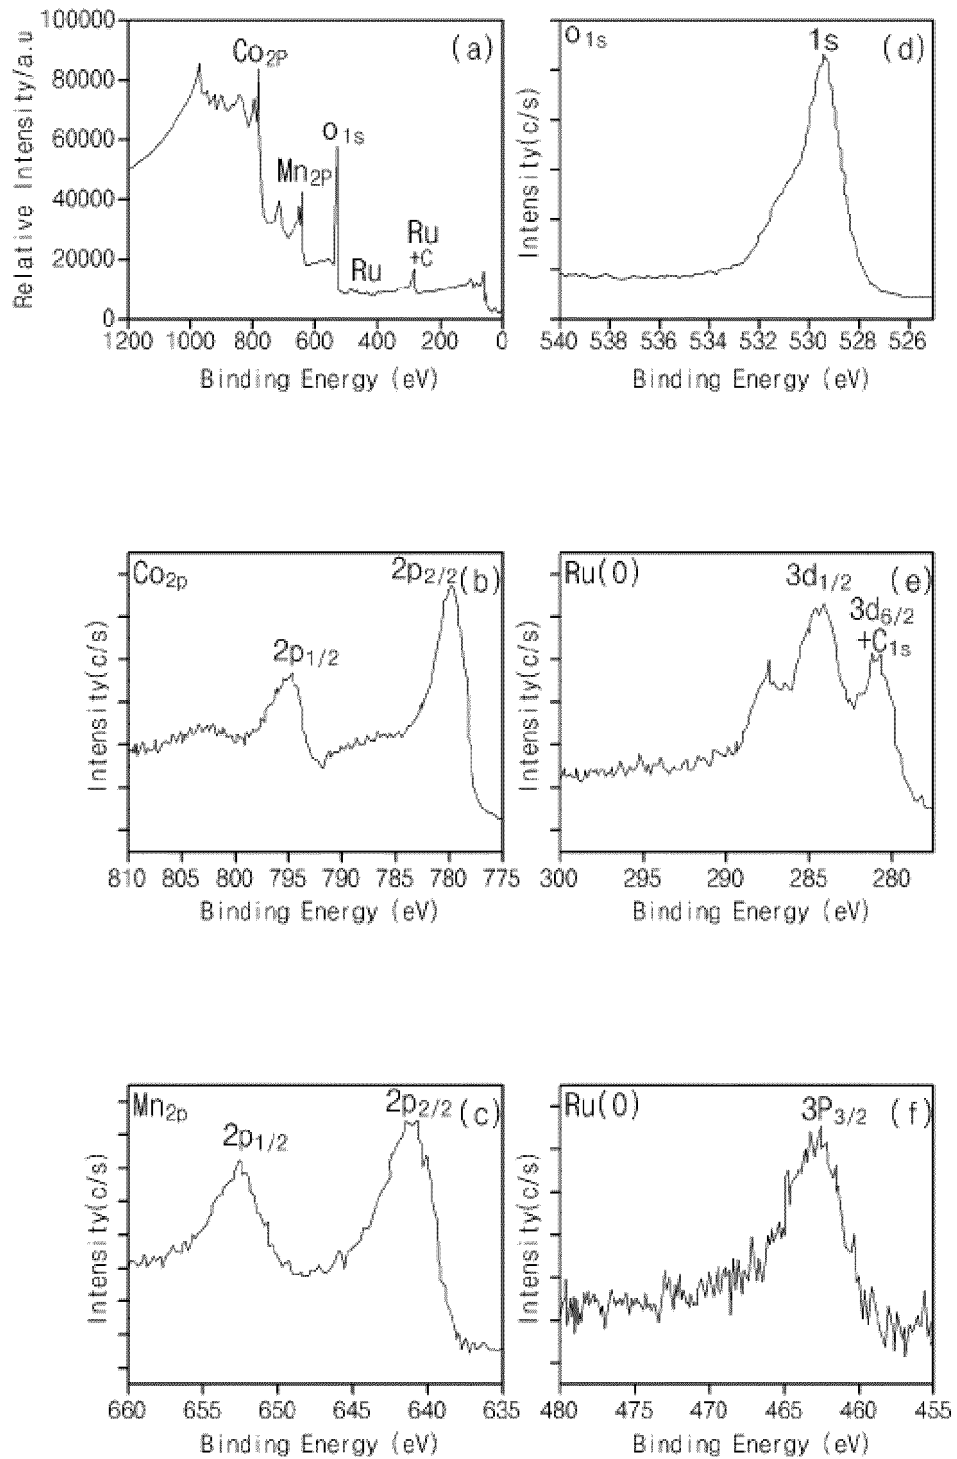 100000
80000
60000
40000
20000
0
Relative Intensity/a.u
Co2P
(a)
o1s
Mn2P
Ru
+C
Ru
1200 1000 800 600 400 200 0
Binding Energy (eV)
o1s
1s
(d)
Intensity(c/s)
540 538 536 534 532 530 528 526
Binding Energy (eV)
Co2p
2p2/2
(b)
2p1/2
Intensity(c/s)
810 805 800 795 790 785 780 775
Binding Energy (eV)
Ru(0)
3d1/2
(e)
3d6/2
+C1s
Intensity(c/s)
300 295 290 285 280
Binding Energy (eV)
Mn2p
2p2/2
(c)
2p1/2
Intensity(c/s)
660 655 650 645 640 635
Binding Energy (eV)
Ru(0)
3P3/2
(f)
Intensity(c/s)
480 475 470 465 460 455
Binding Energy (eV)